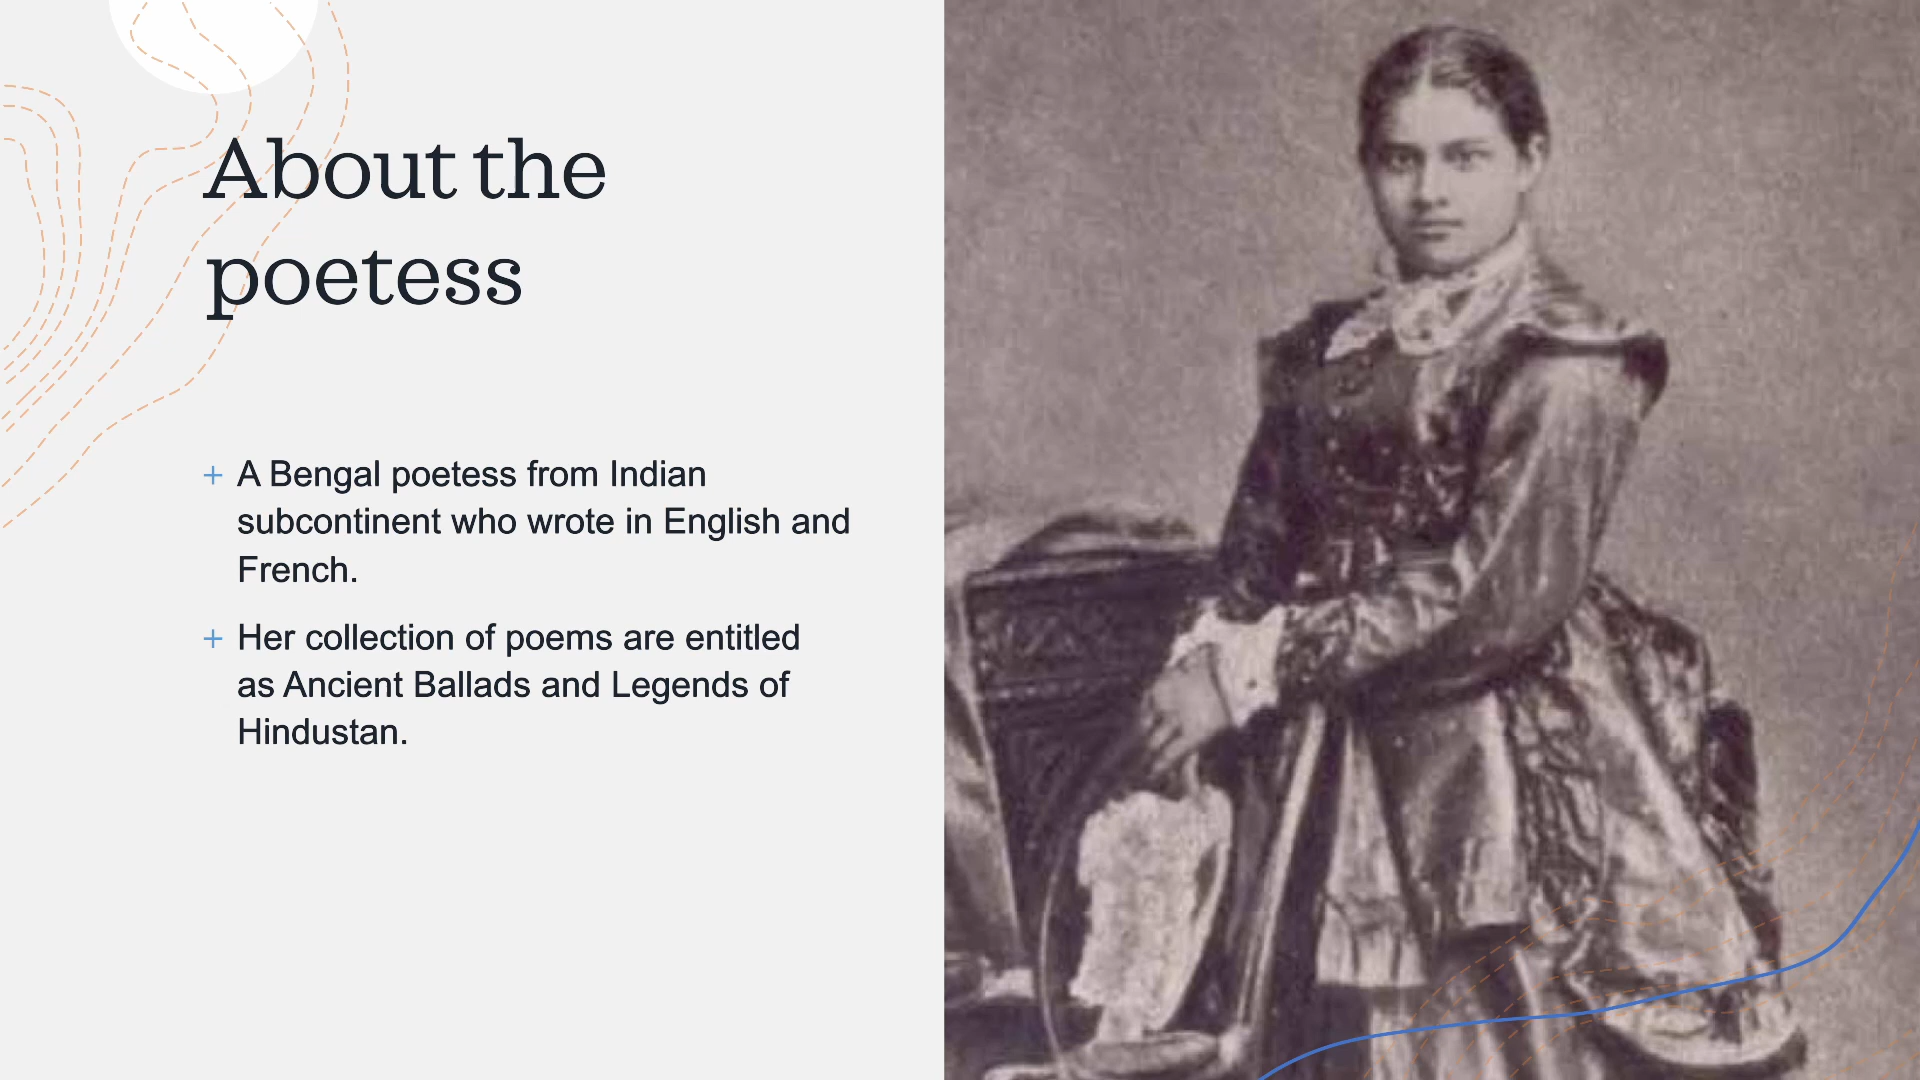 About the
poetess
+ A Bengal poetess from Indian
subcontinent who wrote in English and
French.
+ Her collection of poems are entitled
as Ancient Ballads and Legends of
Hindustan.